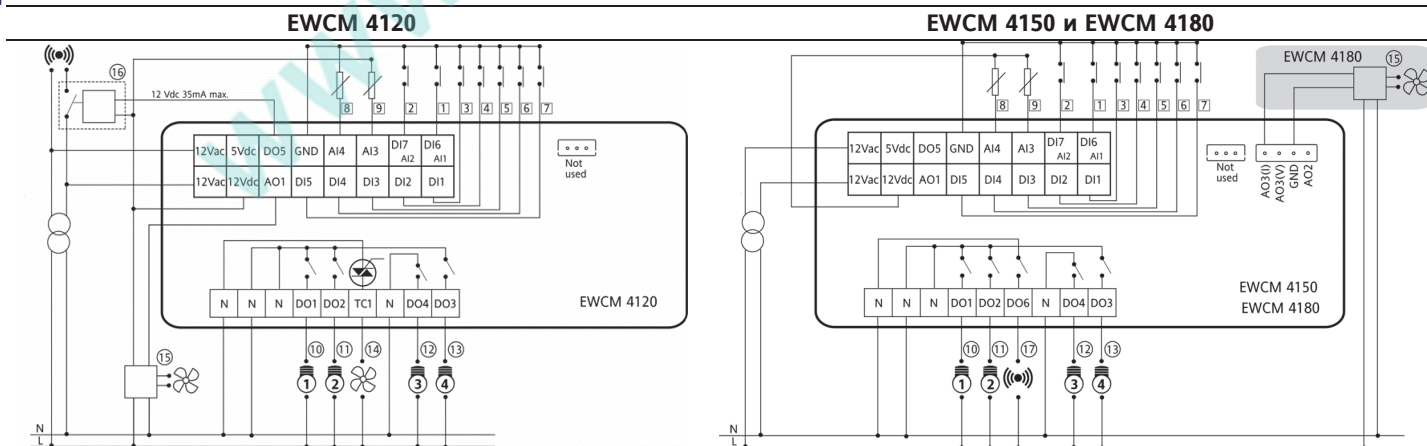 EWCM 4120
EWCM 4150 и EWCM 4180
16
12 Vdc 35mA max.
8 9 2 1 3 4 5 6 7
12Vac 5Vdc DO5 GND AI4 AI3 DI7 AI2 DI6 AI1
12Vac 12Vdc AO1 DI5 DI4 DI3 DI2 DI1
Not
used
N N N DO1 DO2 TC1 N DO4 DO3
EWCM 4120
10 11 14 12 13
15
1 2 3 4
N
L
EWCM 4180 15
8 9 2 1 3 4 5 6 7
12Vac 5Vdc DO5 GND AI4 AI3 DI7 AI2 DI6 AI1
12Vac 12Vdc AO1 DI5 DI4 DI3 DI2 DI1
Not
used
AO3(I)
AO3(V)
GND
AO2
N N N DO1 DO2 DO6 N DO4 DO3
EWCM 4150
EWCM 4180
10 11 17 12 13
1 2 3 4
N
L
www